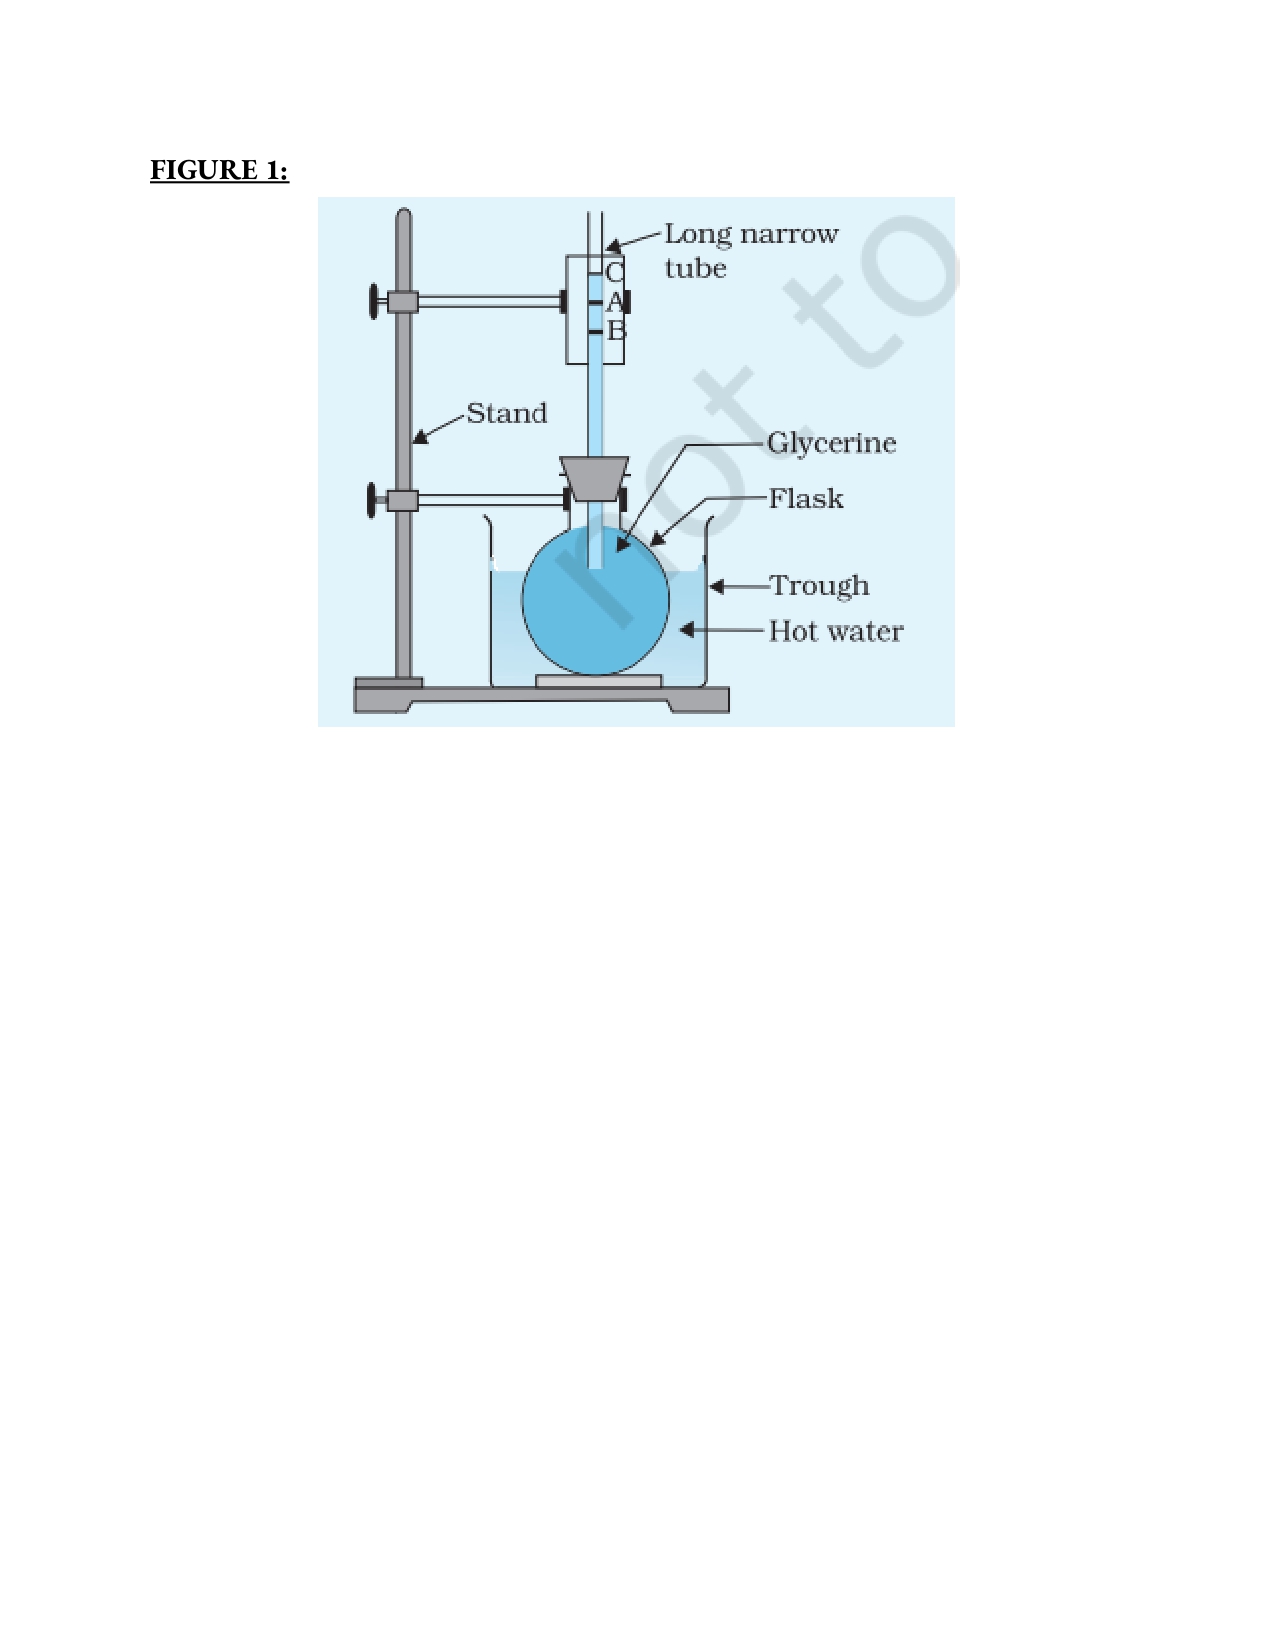 FIGURE 1:
Long narrow
tube
C
A
B
Stand
Glycerine
Flask
Trough
Hot water
not to